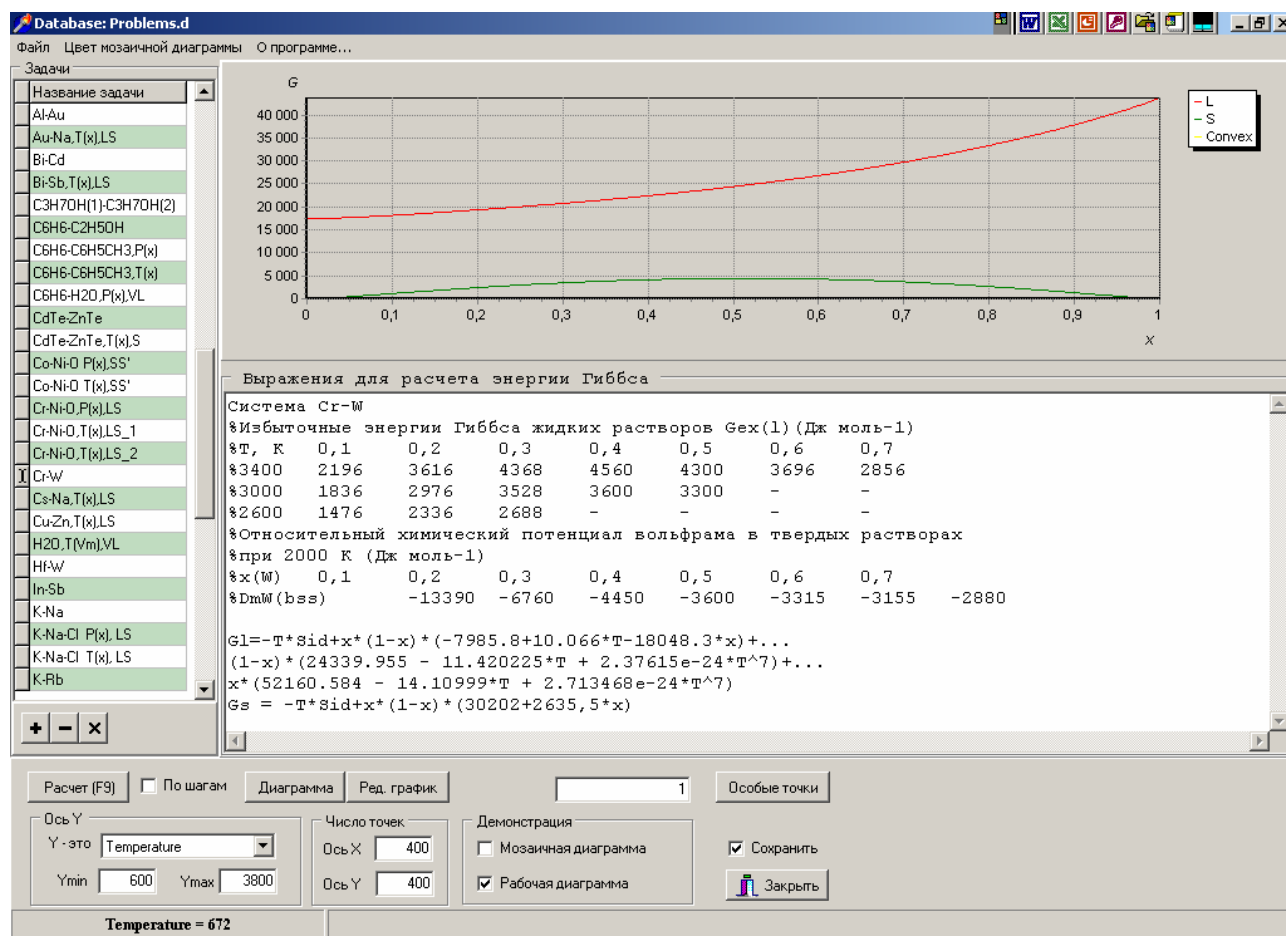 Database: Problems.d
Файл Цвет мозаичной диаграммы О программе...
Задачи
Название задачи
Al-Au
Au-Na,T(x),LS
Bi-Cd
Bi-Sb,T(x),LS
C3H7OH(1)-C3H7OH(2)
C6H6-C2H5OH
C6H6-C6H5CH3,P(x)
C6H6-C6H5CH3,T(x)
C6H6-H2O,P(x),VL
CdTe-ZnTe
CdTe-ZnTe,T(x),S
Co-Ni-O P(x),SS'
Co-Ni-O T(x),SS'
Cr-Ni-O,P(x),LS
Cr-Ni-O,T(x),LS_1
Cr-Ni-O,T(x),LS_2
Cr-W
Cs-Na,T(x),LS
Cu-Zn,T(x),LS
H2O,T(Vm),VL
Hf-W
In-Sb
K-Na
K-Na-Cl P(x), LS
K-Na-Cl T(x), LS
K-Rb
G
40 000
35 000
30 000
25 000
20 000
15 000
10 000
5 000
0
0 0,1 0,2 0,3 0,4 0,5 0,6 0,7 0,8 0,9 1
x
L
S
Convex
Выражения для расчета энергии Гиббса
Система Cr-W
%Избыточные энергии Гиббса жидких растворов Gex(l)(Дж моль-1)
%T, K 0,1 0,2 0,3 0,4 0,5 0,6 0,7
%3400 2196 3616 4368 4560 4300 3696 2856
%3000 1836 2976 3528 3600 3300 - -
%2600 1476 2336 2688 - - - -
%Относительный химический потенциал вольфрама в твердых растворах
%при 2000 К (Дж моль-1)
%x(W) 0,1 0,2 0,3 0,4 0,5 0,6 0,7
%DmW(bss) -13390 -6760 -4450 -3600 -3315 -3155 -2880
Gl=-T*Sid+x*(1-x)*(-7985.8+10.066*T-18048.3*x)+...
(1-x)*(24339.955 - 11.420225*T + 2.37615e-24*T^7)+...
x*(52160.584 - 14.10999*T + 2.713468e-24*T^7)
Gs = -T*Sid+x*(1-x)*(30202+2635,5*x)
Расчет (F9) По шагам Диаграмма Ред. график 1 Особые точки
Ось Y
Y - это Temperature
Ymin 600 Ymax 3800
Число точек
Ось X 400
Ось Y 400
Демонстрация
Мозаичная диаграмма
Рабочая диаграмма
Сохранить
Закрыть
Temperature = 672